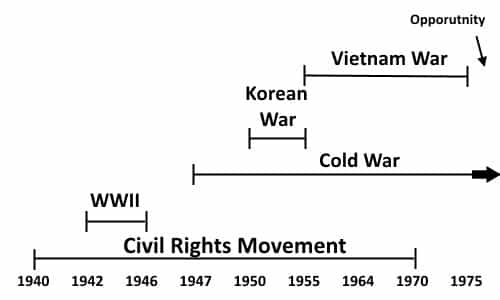 Opporutnity
Vietnam War
Korean
War
Cold War
WWII
Civil Rights Movement
1940 1942 1946 1947 1950 1955 1964 1970 1975